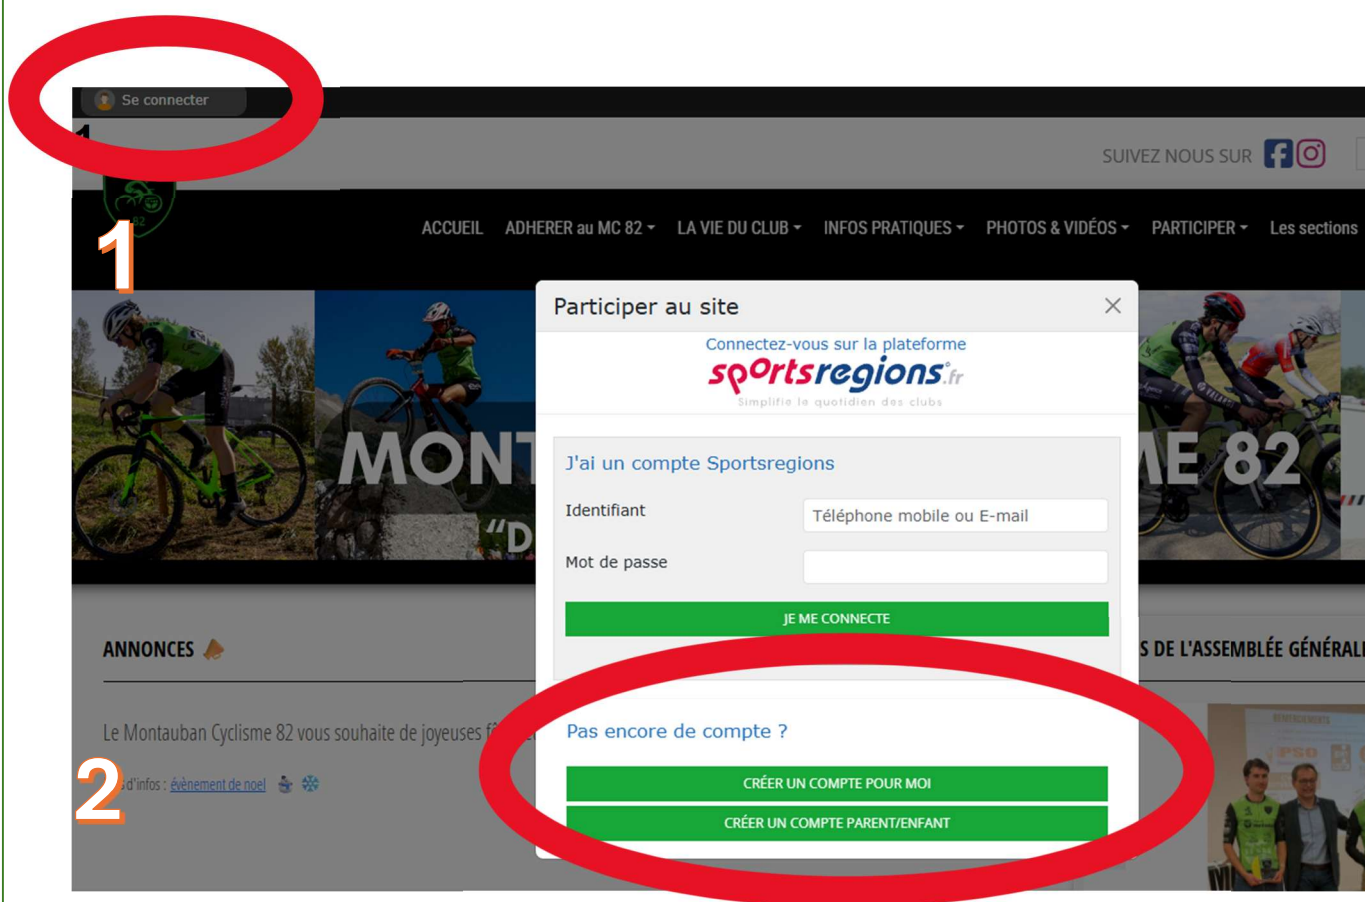 Se connecter
1
SUIVEZ NOUS SUR
82
1
ACCUEIL ADHERER au MC 82 LA VIE DU CLUB INFOS PRATIQUES PHOTOS & VIDÉOS PARTICIPER Les sections
Participer au site
Connectez-vous sur la plateforme
sportsregions.fr
Simplifie le quotidien des clubs
J'ai un compte Sportsregions
Identifiant
Téléphone mobile ou E-mail
Mot de passe
JE ME CONNECTE
MONT
ME 82
“D
ANNONCES
S DE L'ASSEMBLÉE GÉNÉRAL
Le Montauban Cyclisme 82 vous souhaite de joyeuses
2
d'infos : évènement de noel
Pas encore de compte ?
CRÉER UN COMPTE POUR MOI
CRÉER UN COMPTE PARENT/ENFANT
REMERCIEMENTS